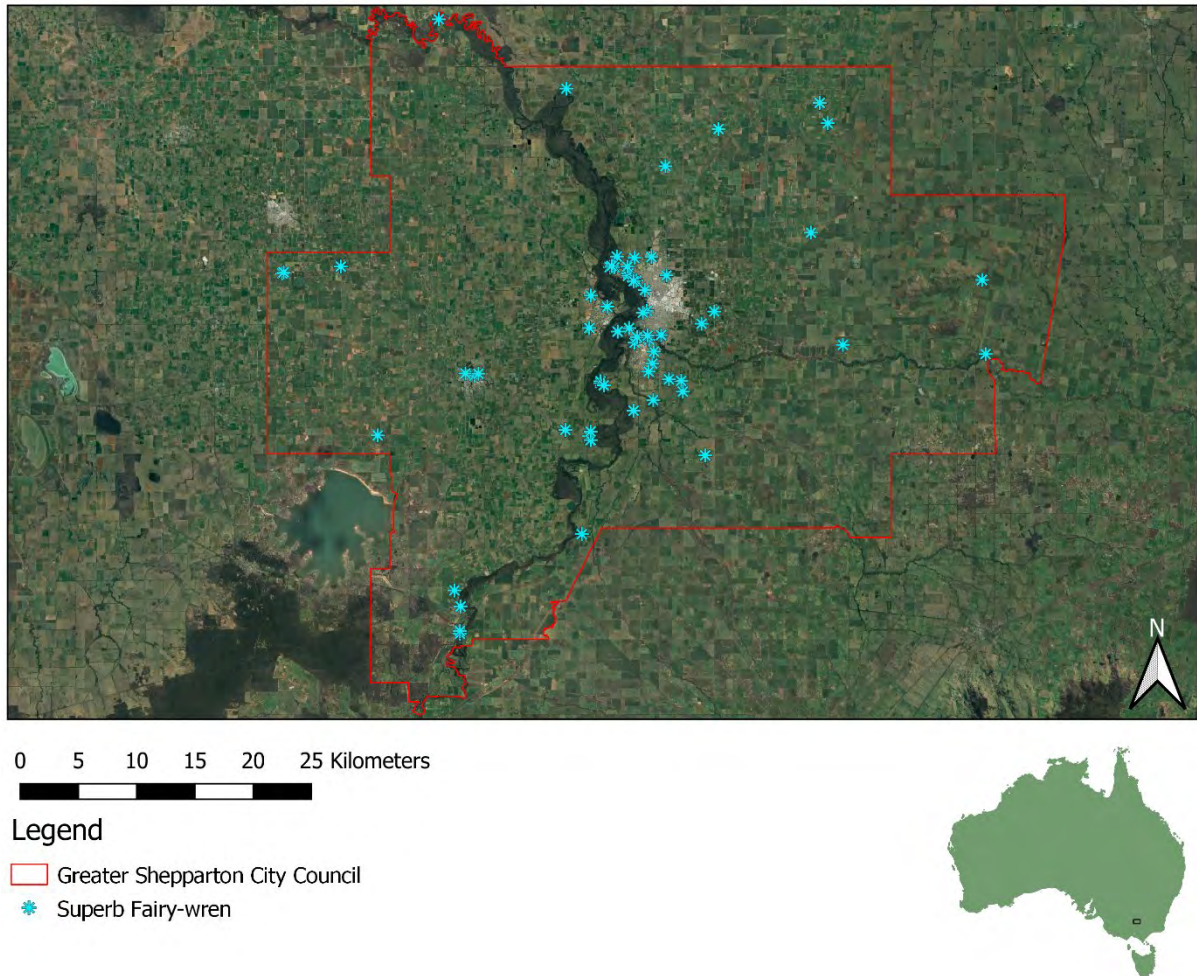 N
0 5 10 15 20 25 Kilometers
Legend
Greater Shepparton City Council
Superb Fairy-wren